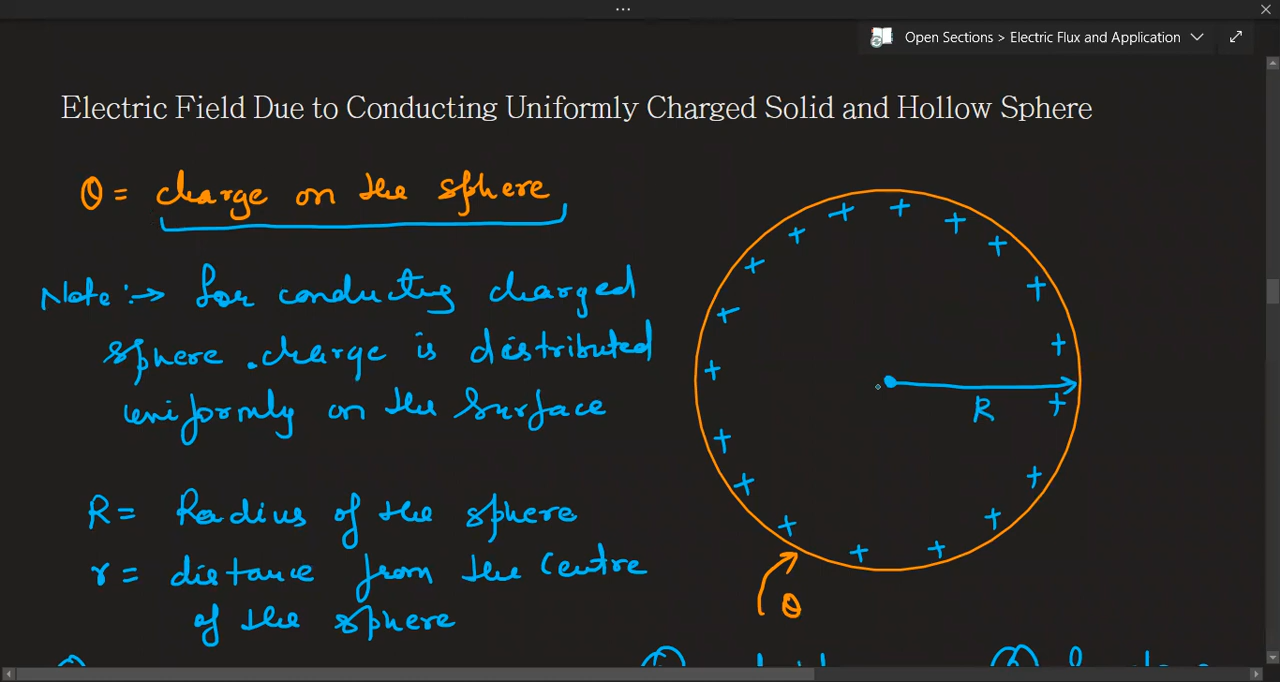 ...
Open Sections > Electric Flux and Application
Electric Field Due to Conducting Uniformly Charged Solid and Hollow Sphere
Q = charge on the sphere
Note :→ for conducting charged
sphere . charge is distributed
uniformly on the surface
R = Radius of the sphere
r = distance from the centre
of the sphere
+ + + + + + + + + + + + + + + + + + +
R
Q